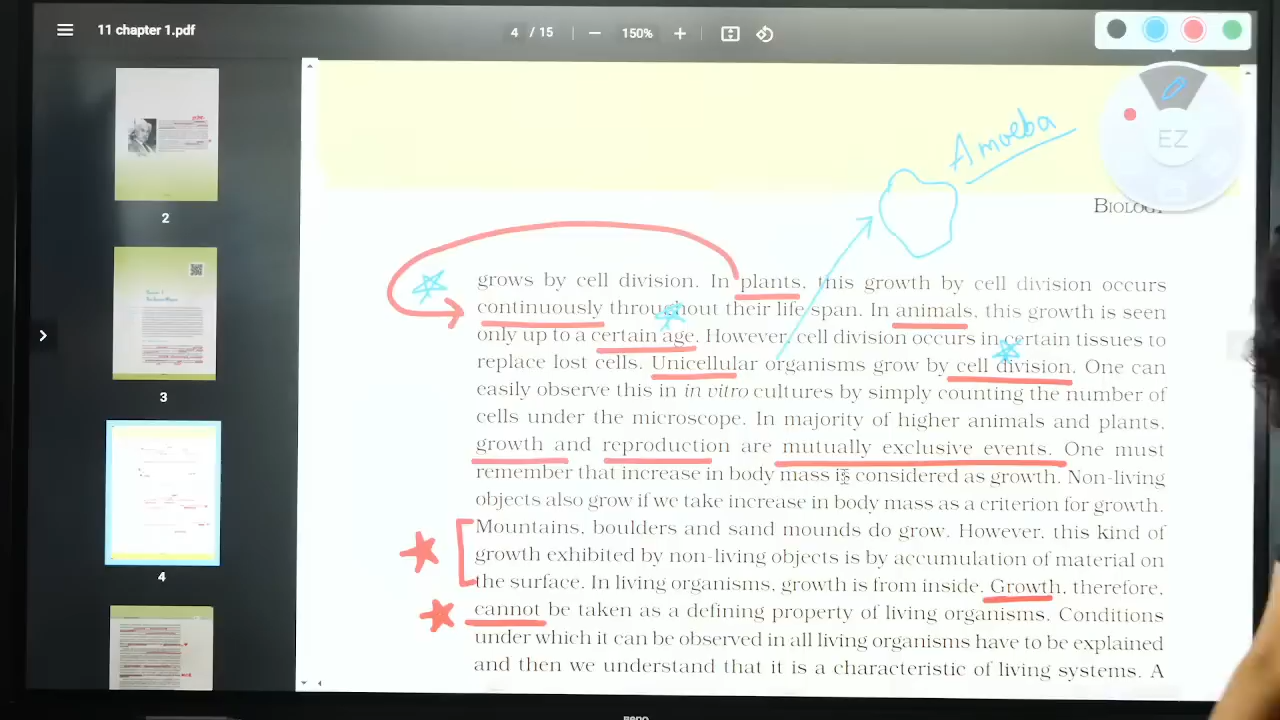 11 chapter 1.pdf
4 / 15
150%
Amoeba
EZ
BIOLOGY
grows by cell division. In plants, this growth by cell division occurs
continuously throughout their life span. In animals, this growth is seen
only up to a certain age. However, cell division occurs in certain tissues to
replace lost cells. Unicellular organisms grow by cell division. One can
easily observe this in in vitro cultures by simply counting the number of
cells under the microscope. In majority of higher animals and plants,
growth and reproduction are mutually exclusive events. One must
remember that increase in body mass is considered as growth. Non-living
objects also grow if we take increase in body mass as a criterion for growth.
Mountains, boulders and sand mounds do grow. However, this kind of
growth exhibited by non-living objects is by accumulation of material on
the surface. In living organisms, growth is from inside. Growth, therefore,
cannot be taken as a defining property of living organisms. Conditions
under which it can be observed in all living organisms have to be explained
and then we understand that it is a characteristic of living systems. A
2
3
4